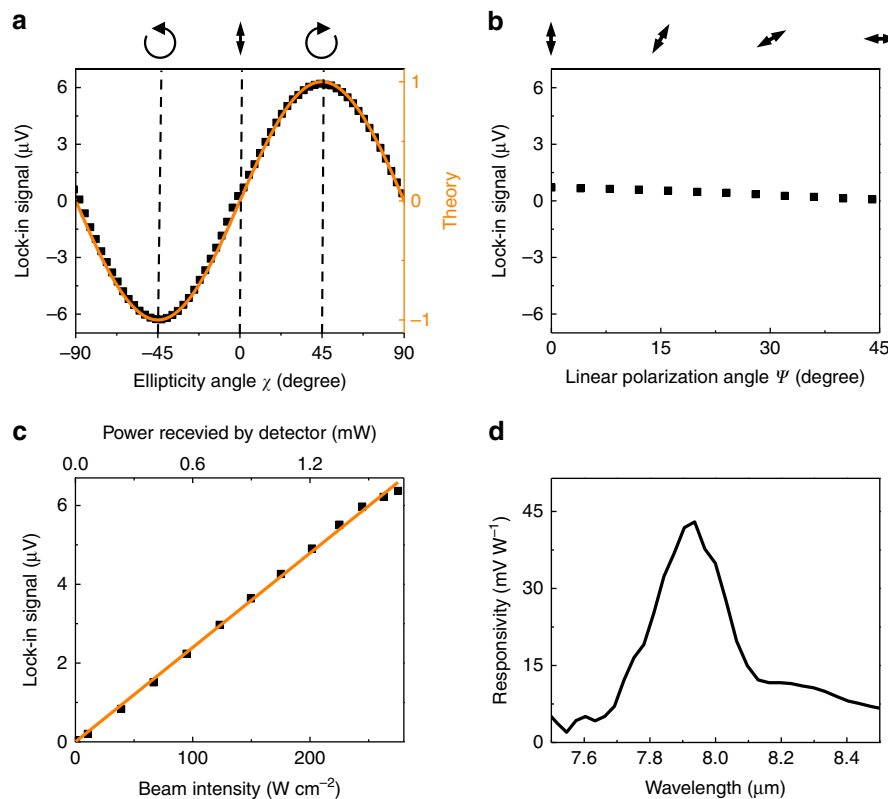 a
6
3
0
−3
−6
Lock-in signal (μV)
1
0
−1
Theory
−90
−45
0
45
90
Ellipticity angle χ (degree)
b
6
3
0
−3
−6
Lock-in signal (μV)
0
15
30
45
Linear polarization angle Ψ (degree)
c
Power recevied by detector (mW)
0.0
0.6
1.2
6
4
2
0
Lock-in signal (μV)
0
100
200
Beam intensity (W cm⁻²)
d
45
30
15
0
Responsivity (mV W⁻¹)
7.6
7.8
8.0
8.2
8.4
Wavelength (μm)